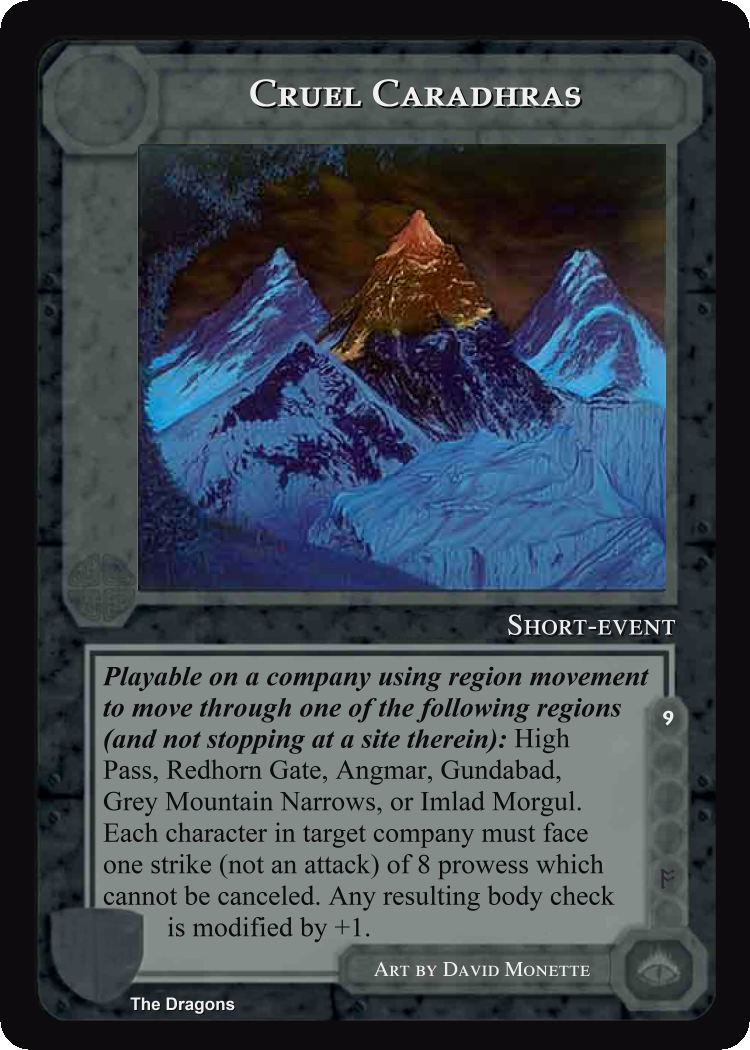 Cruel Caradhras
Short-event
Playable on a company using region movement
to move through one of the following regions
(and not stopping at a site therein): High
Pass, Redhorn Gate, Angmar, Gundabad,
Grey Mountain Narrows, or Imlad Morgul.
Each character in target company must face
one strike (not an attack) of 8 prowess which
cannot be canceled. Any resulting body check
is modified by +1.
9
ᚩ
Art by David Monette
The Dragons